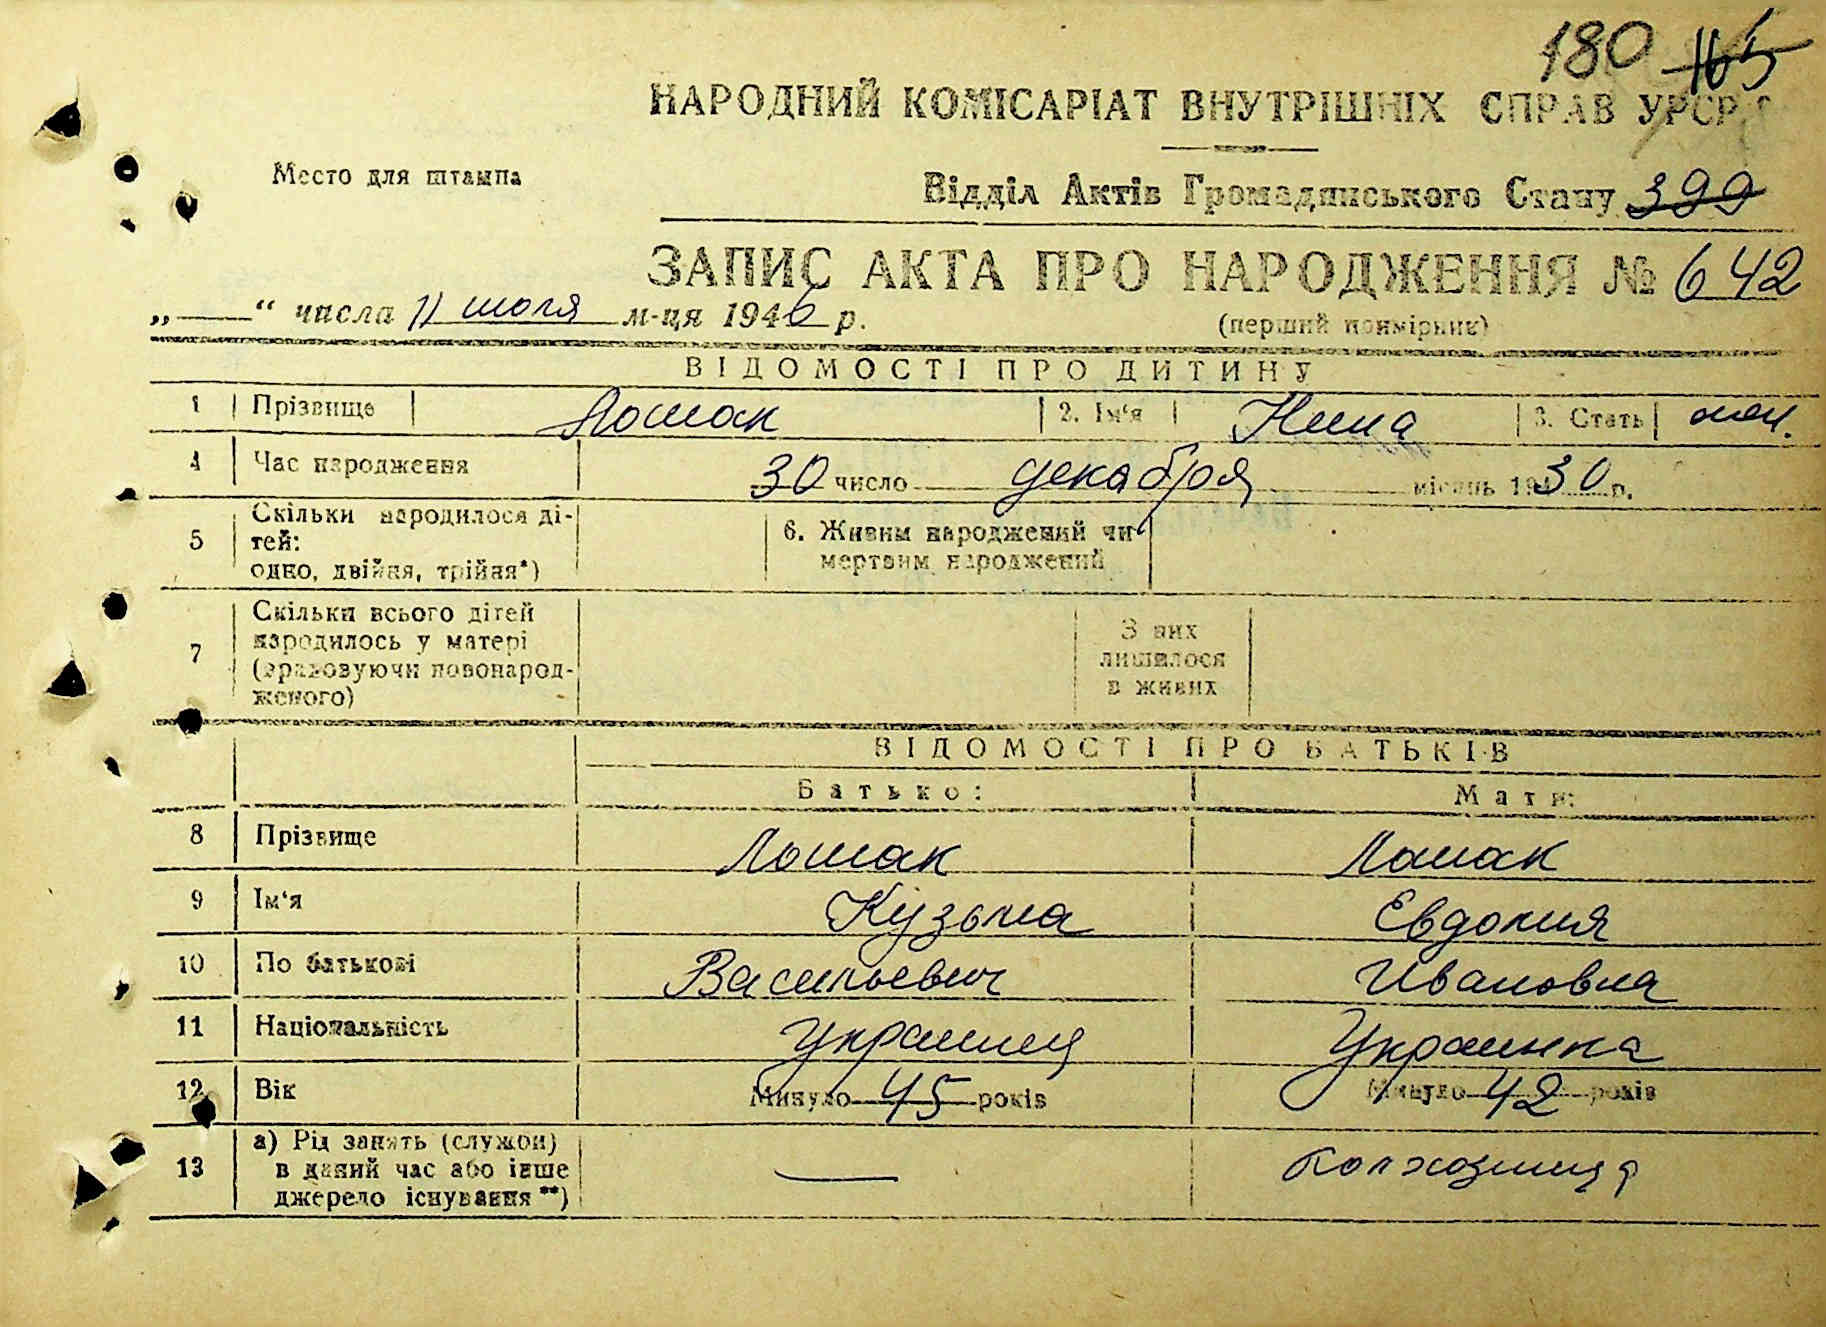 180 165
НАРОДНИЙ КОМІСАРІАТ ВНУТРІШНІХ СПРАВ УРСР
Место для штампа
Відділ Актів Громадянського Стану 399
ЗАПИС АКТА ПРО НАРОДЖЕННЯ № 642
„ “ числа 11 июля м-ця 1946 р.
(перший примірник)
ВІДОМОСТІ ПРО ДИТИНУ
1 Прізвище Лошак 2. Ім'я Нина 3. Стать жен.
4 Час народження 30 число декабря місяць 1930 р.
5 Скільки народилося ді-
тей:
одно, двійня, трійня*)
6. Живим народжений чи
мертвим народжений
7 Скільки всього дітей
народилось у матері
(враховуючи новонарод-
женого)
З них
лишилося
в живих
ВІДОМОСТІ ПРО БАТЬКІВ
Батько: Мати:
8 Прізвище Лошак Лошак
9 Ім'я Кузьма Евдокия
10 По батькові Васильевич Ивановна
11 Національність Украинец Украинка
12 Вік Минуло 45 років Минуло 42 років
13 а) Рід занять (служби)
в даний час або інше
джерело існування**)
— колхозница